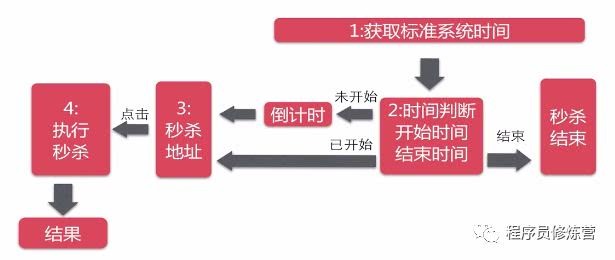 1:获取标准系统时间
4:
执行
秒杀
点击
3:
秒杀
地址
倒计时
未开始
已开始
2:时间判断
开始时间
结束时间
结束
秒杀
结束
结果
程序员修炼营